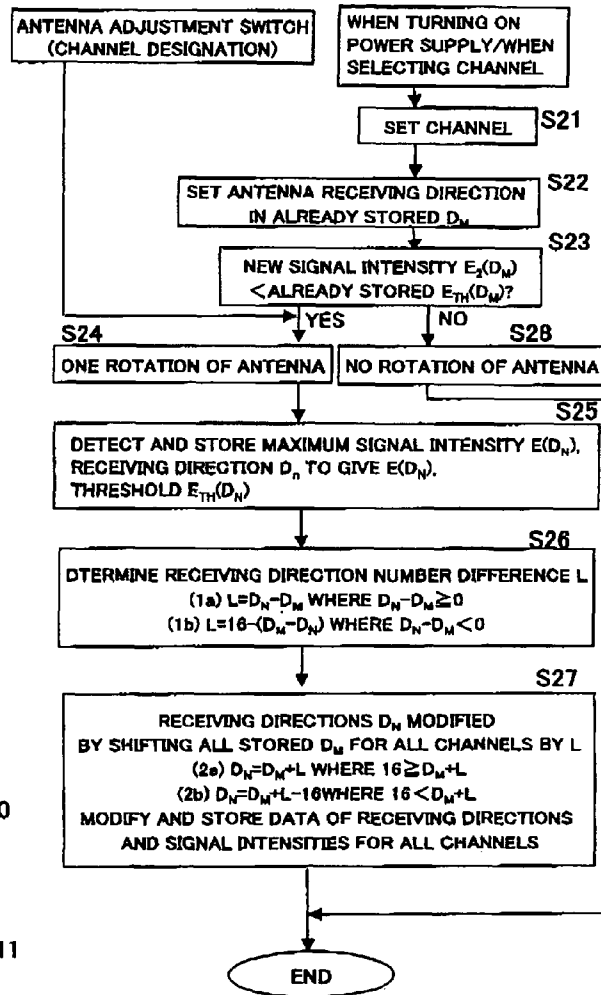 ANTENNA ADJUSTMENT SWITCH
(CHANNEL DESIGNATION)
WHEN TURNING ON
POWER SUPPLY/WHEN
SELECTING CHANNEL
S21
SET CHANNEL
S22
SET ANTENNA RECEIVING DIRECTION
IN ALREADY STORED D_M
S23
NEW SIGNAL INTENSITY E_2(D_M)
<ALREADY STORED E_TH(D_M)?
YES
NO
S24
ONE ROTATION OF ANTENNA
S28
NO ROTATION OF ANTENNA
S25
DETECT AND STORE MAXIMUM SIGNAL INTENSITY E(D_N),
RECEIVING DIRECTION D_n TO GIVE E(D_N),
THRESHOLD E_TH(D_N)
S26
DTERMINE RECEIVING DIRECTION NUMBER DIFFERENCE L
(1a) L=D_N-D_M WHERE D_N-D_M≧0
(1b) L=16-(D_M-D_N) WHERE D_N-D_M<0
S27
RECEIVING DIRECTIONS D_N MODIFIED
BY SHIFTING ALL STORED D_M FOR ALL CHANNELS BY L
(2a) D_N=D_M+L WHERE 16≧D_M+L
(2b) D_N=D_M+L-16WHERE 16<D_M+L
MODIFY AND STORE DATA OF RECEIVING DIRECTIONS
AND SIGNAL INTENSITIES FOR ALL CHANNELS
0
11
END